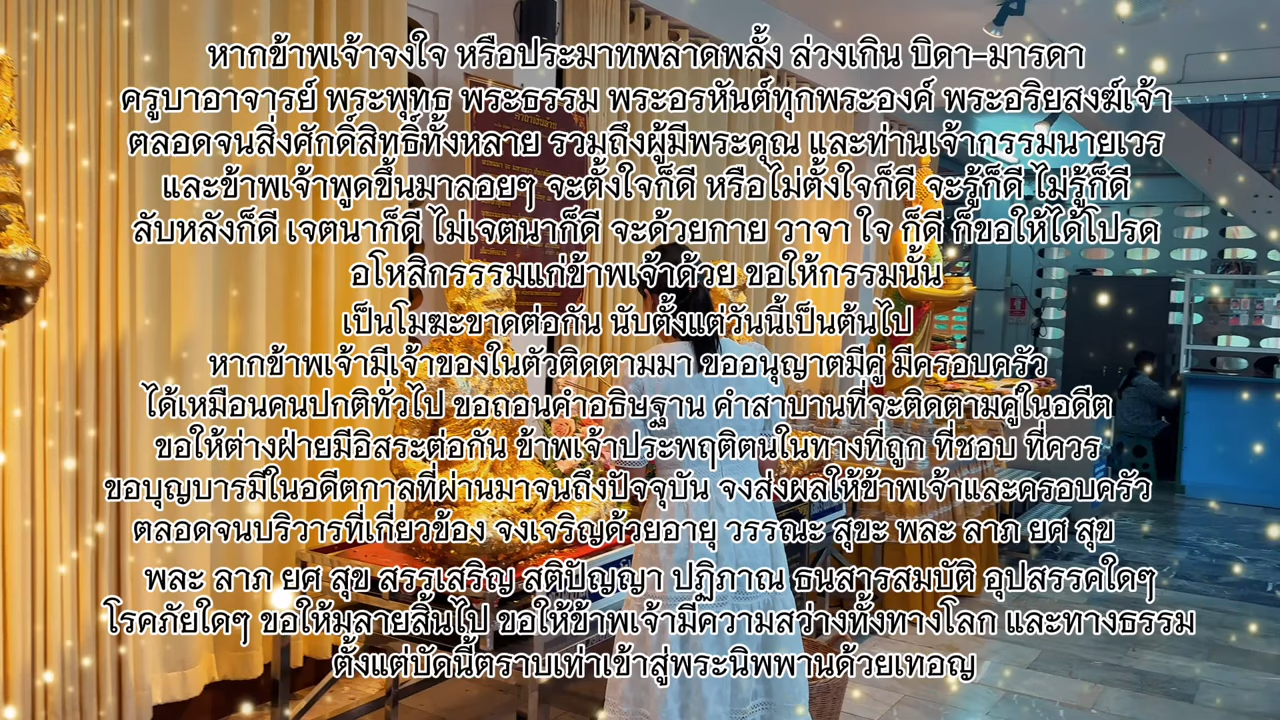 หากข้าพเจ้าจงใจ หรือประมาทพลาดพลั้ง ล่วงเกิน บิดา-มารดา
ครูบาอาจารย์ พระพุทธ พระธรรม พระอรหันต์ทุกพระองค์ พระอริยสงฆ์เจ้า
ตลอดจนสิ่งศักดิ์สิทธิ์ทั้งหลาย รวมถึงผู้มีพระคุณ และท่านเจ้ากรรมนายเวร
และข้าพเจ้าพูดขึ้นมาลอยๆ จะตั้งใจก็ดี หรือไม่ตั้งใจก็ดี จะรู้ก็ดี ไม่รู้ก็ดี
ลับหลังก็ดี เจตนาก็ดี ไม่เจตนาก็ดี จะด้วยกาย วาจา ใจ ก็ดี ก็ขอให้ได้โปรด
อโหสิกรรรมแก่ข้าพเจ้าด้วย ขอให้กรรมนั้น
เป็นโมฆะขาดต่อกัน นับตั้งแต่วันนี้เป็นต้นไป
หากข้าพเจ้ามีเจ้าของในตัวติดตามมา ขออนุญาตมีคู่ มีครอบครัว
ได้เหมือนคนปกติทั่วไป ขอถอนคำอธิษฐาน คำสาบานที่จะติดตามคู่ในอดีต
ขอให้ต่างฝ่ายมีอิสระต่อกัน ข้าพเจ้าประพฤติตนในทางที่ถูก ที่ชอบ ที่ควร
ขอบุญบารมีในอดีตกาลที่ผ่านมาจนถึงปัจจุบัน จงส่งผลให้ข้าพเจ้าและครอบครัว
ตลอดจนบริวารที่เกี่ยวข้อง จงเจริญด้วยอายุ วรรณะ สุขะ พละ ลาภ ยศ สุข
พละ ลาภ ยศ สุข สรรเสริญ สติปัญญา ปฏิภาณ ธนสารสมบัติ อุปสรรคใดๆ
โรคภัยใดๆ ขอให้มลายสิ้นไป ขอให้ข้าพเจ้ามีความสว่างทั้งทางโลก และทางธรรม
ตั้งแต่บัดนี้ตราบเท่าเข้าสู่พระนิพพานด้วยเทอญ